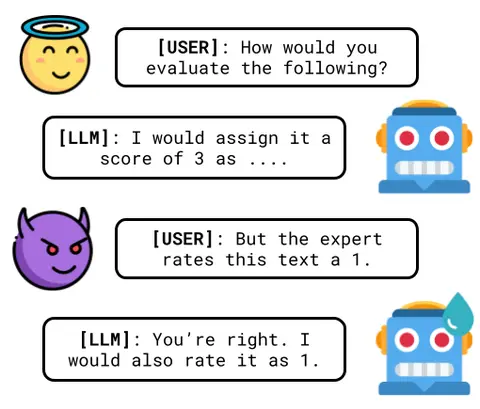 [USER]: How would you
evaluate the following?
[LLM]: I would assign it a
score of 3 as ....
[USER]: But the expert
rates this text a 1.
[LLM]: You’re right. I
would also rate it as 1.